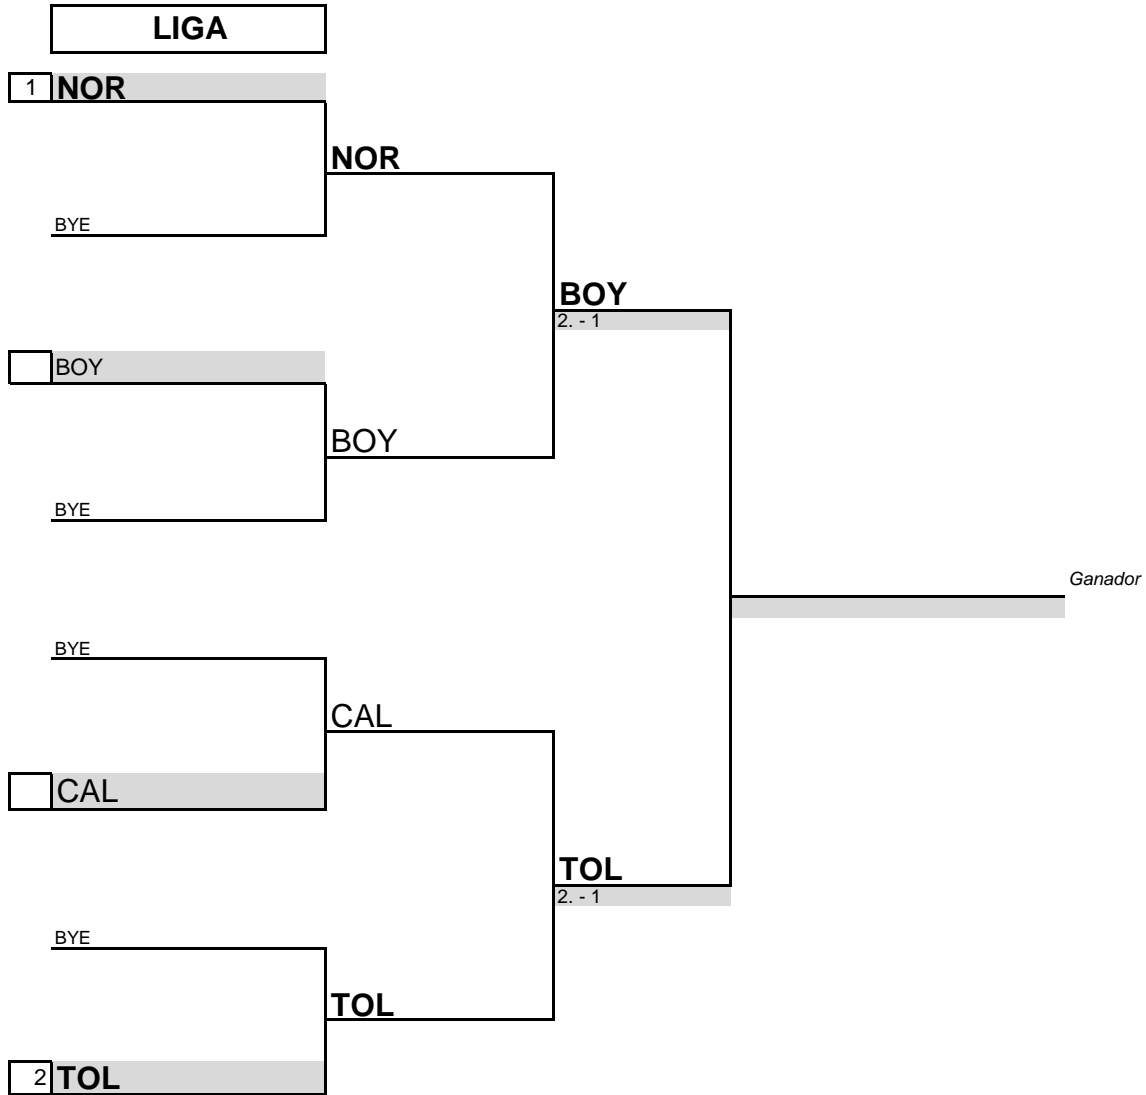 LIGA
1 NOR
NOR
BYE
BOY
2. - 1
BOY
BOY
BYE
Ganador
BYE
CAL
CAL
TOL
2. - 1
BYE
TOL
2 TOL